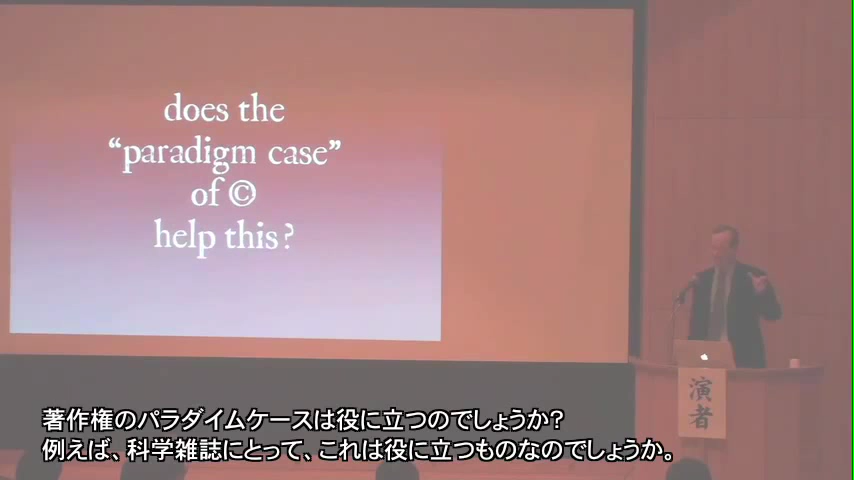 does the
“paradigm case”
of ©
help this?
演者
著作権のパラダイムケースは役に立つのでしょうか?
例えば、科学雑誌にとって、これは役に立つものなのでしょうか。